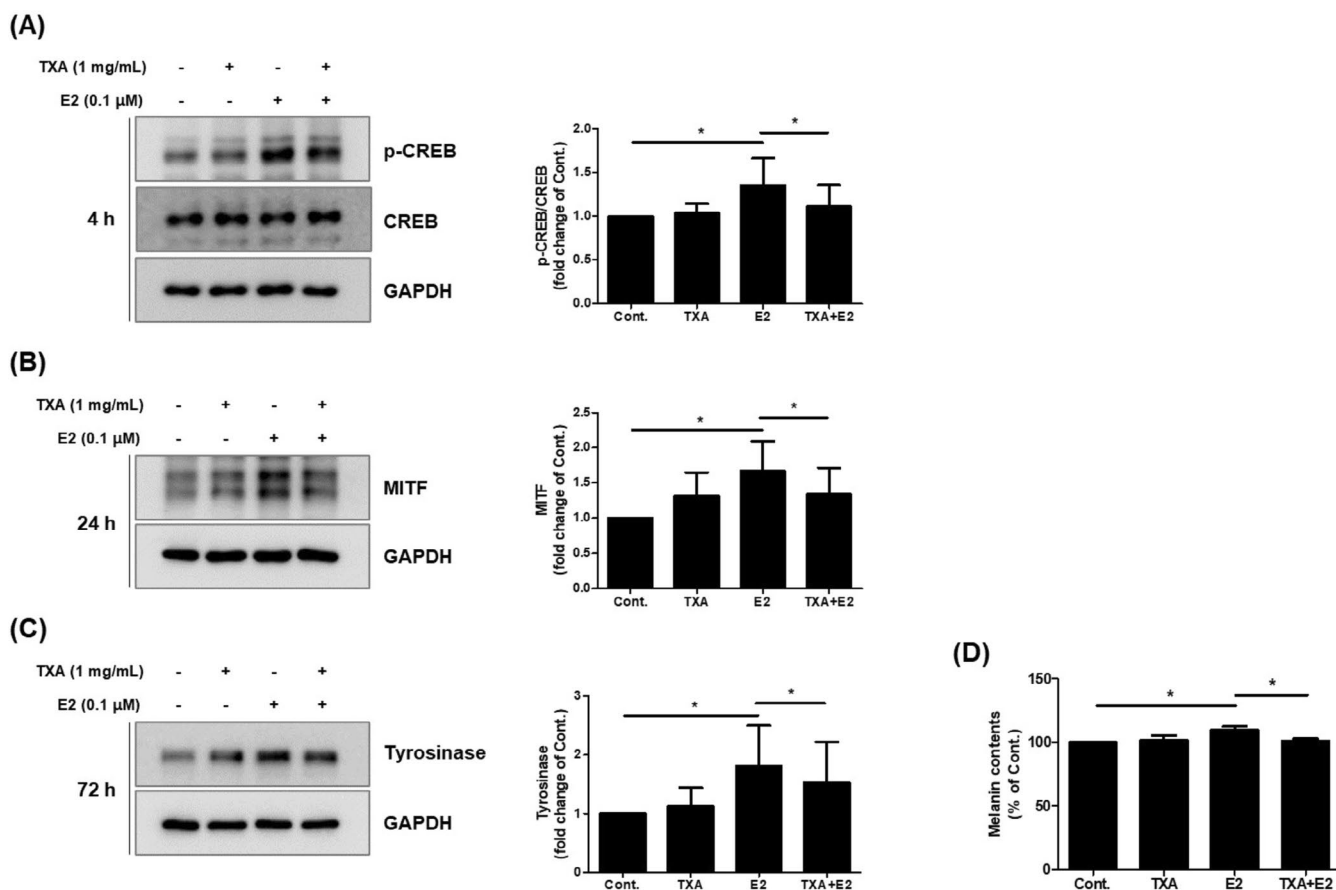 (A)
TXA (1 mg/mL) - + - +
E2 (0.1 µM) - - + +
p-CREB
4 h
CREB
GAPDH
p-CREB/CREB
(fold change of Cont.)
2.0
1.5
1.0
0.5
0.0
* *
Cont. TXA E2 TXA+E2
(B)
TXA (1 mg/mL) - + - +
E2 (0.1 µM) - - + +
MITF
24 h
GAPDH
MITF
(fold change of Cont.)
2.5
2.0
1.5
1.0
0.5
0.0
* *
Cont. TXA E2 TXA+E2
(C)
TXA (1 mg/mL) - + - +
E2 (0.1 µM) - - + +
Tyrosinase
72 h
GAPDH
Tyrosinase
(fold change of Cont.)
3
2
1
0
* *
Cont. TXA E2 TXA+E2
(D)
Melanin contents
(% of Cont.)
150
100
50
0
* *
Cont. TXA E2 TXA+E2